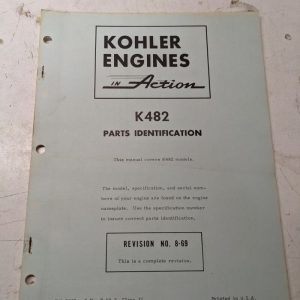 KOHLER
ENGINES
IN Action
K482
PARTS IDENTIFICATION
This manual covers K482 models.
The model, specification, and serial num-
bers of your engine are found on the engine
nameplate. Use the specification number
to insure correct parts identification.
REVISION NO. 8-69
This is a complete revision.
Printed in U.S.A.